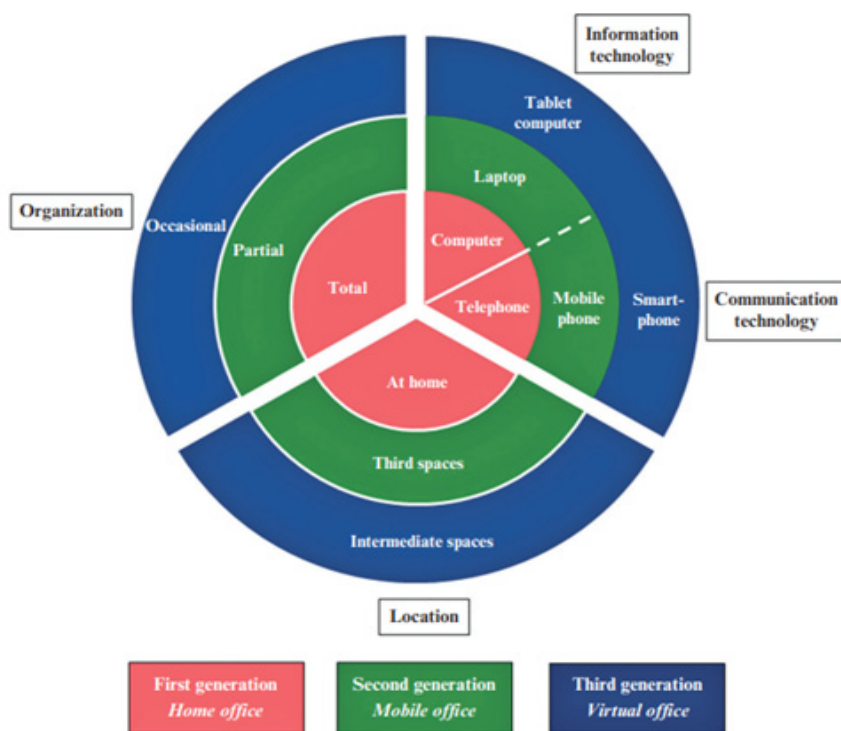 Information
technology
Tablet
computer
Laptop
Organization
Occasional
Partial
Computer
Total
Telephone
Mobile
phone
Smart-
phone
Communication
technology
At home
Third spaces
Intermediate spaces
Location
First generation
Home office
Second generation
Mobile office
Third generation
Virtual office